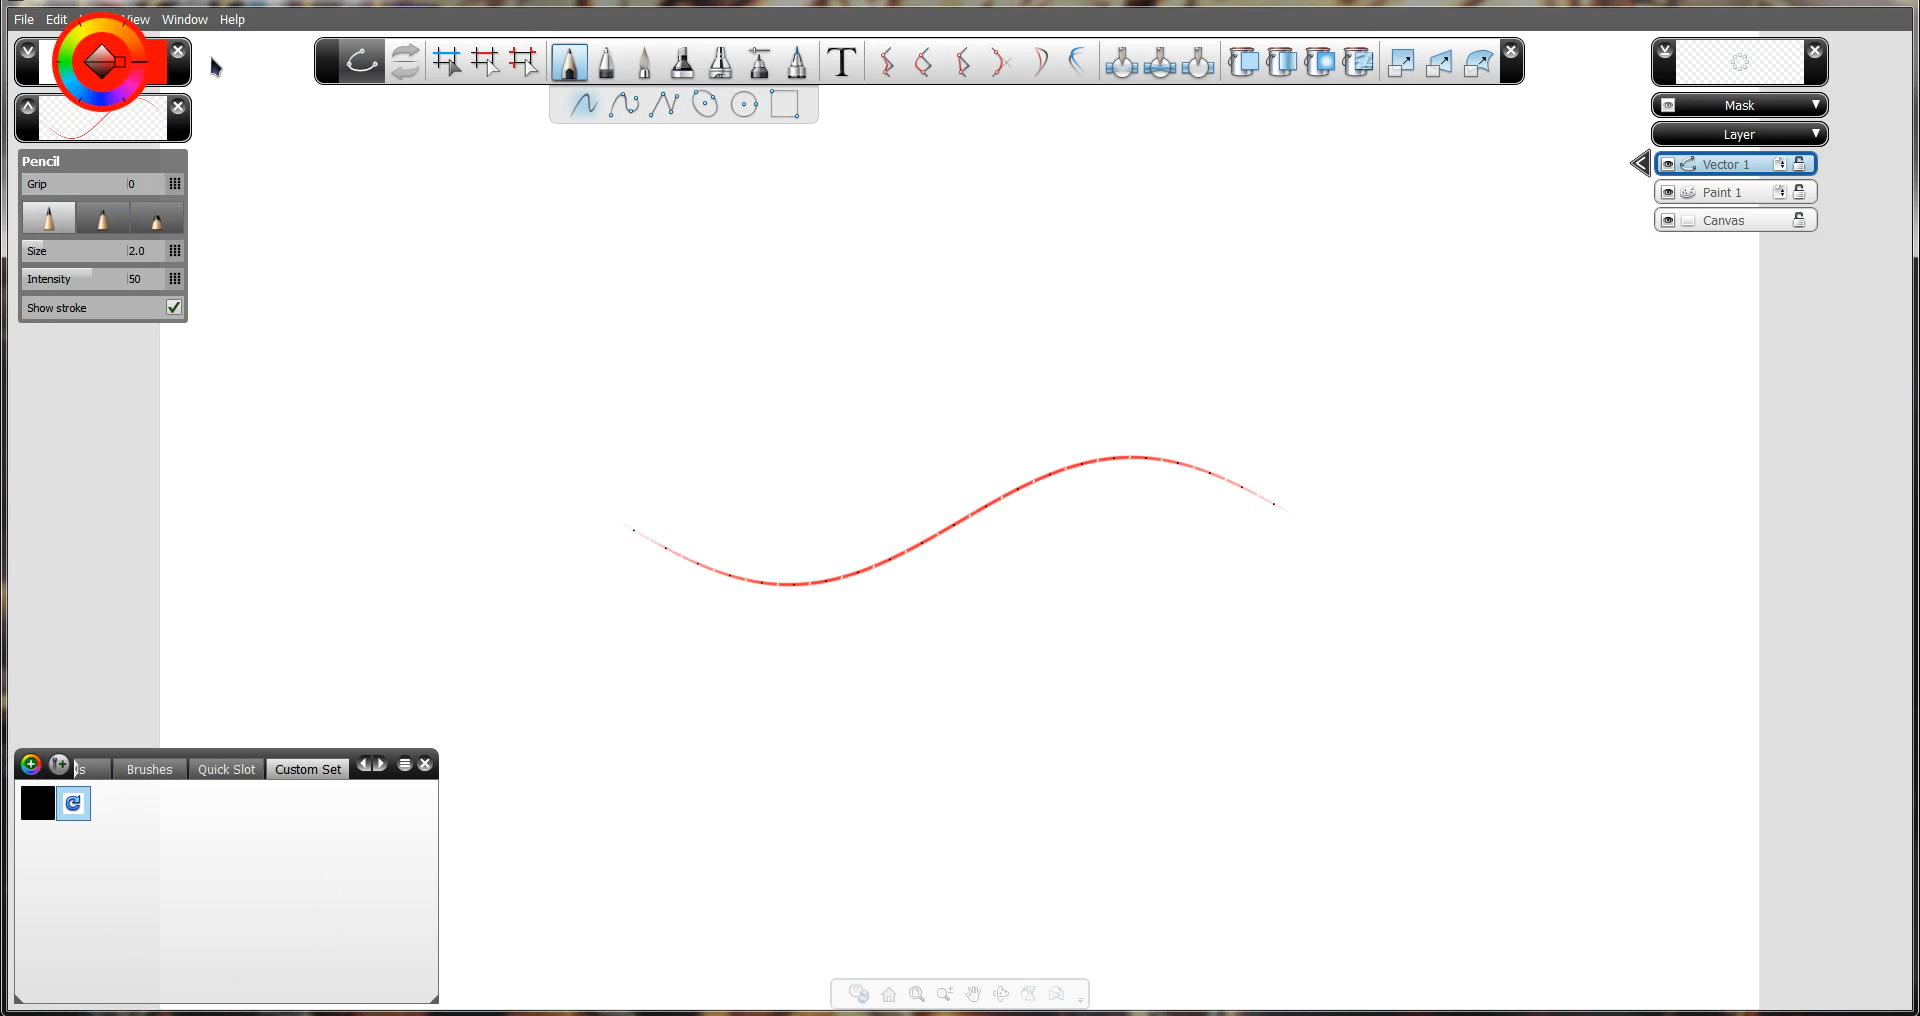 File Edit View Window Help
T
Mask
Layer
Vector 1
Paint 1
Canvas
Pencil
Grip 0
Size 2.0
Intensity 50
Show stroke
Brushes Quick Slot Custom Set